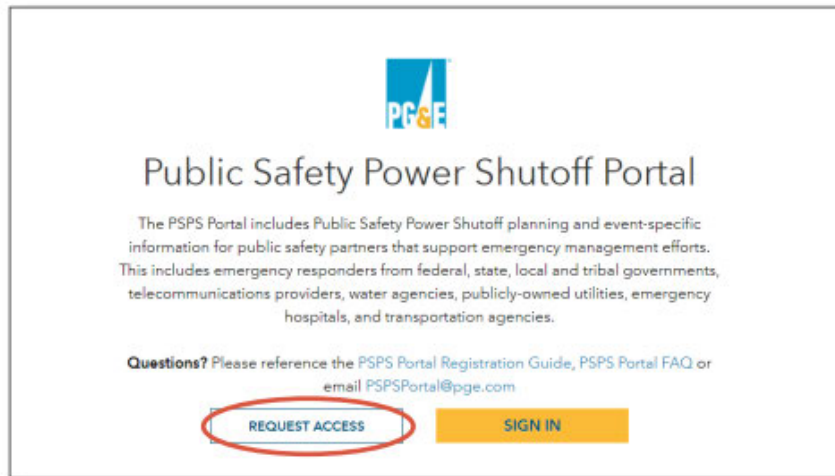 PG&E
Public Safety Power Shutoff Portal
The PSPS Portal includes Public Safety Power Shutoff planning and event-specific
information for public safety partners that support emergency management efforts.
This includes emergency responders from federal, state, local and tribal governments,
telecommunications providers, water agencies, publicly-owned utilities, emergency
hospitals, and transportation agencies.
Questions? Please reference the PSPS Portal Registration Guide, PSPS Portal FAQ or
email PSPSPortal@pge.com
REQUEST ACCESS
SIGN IN